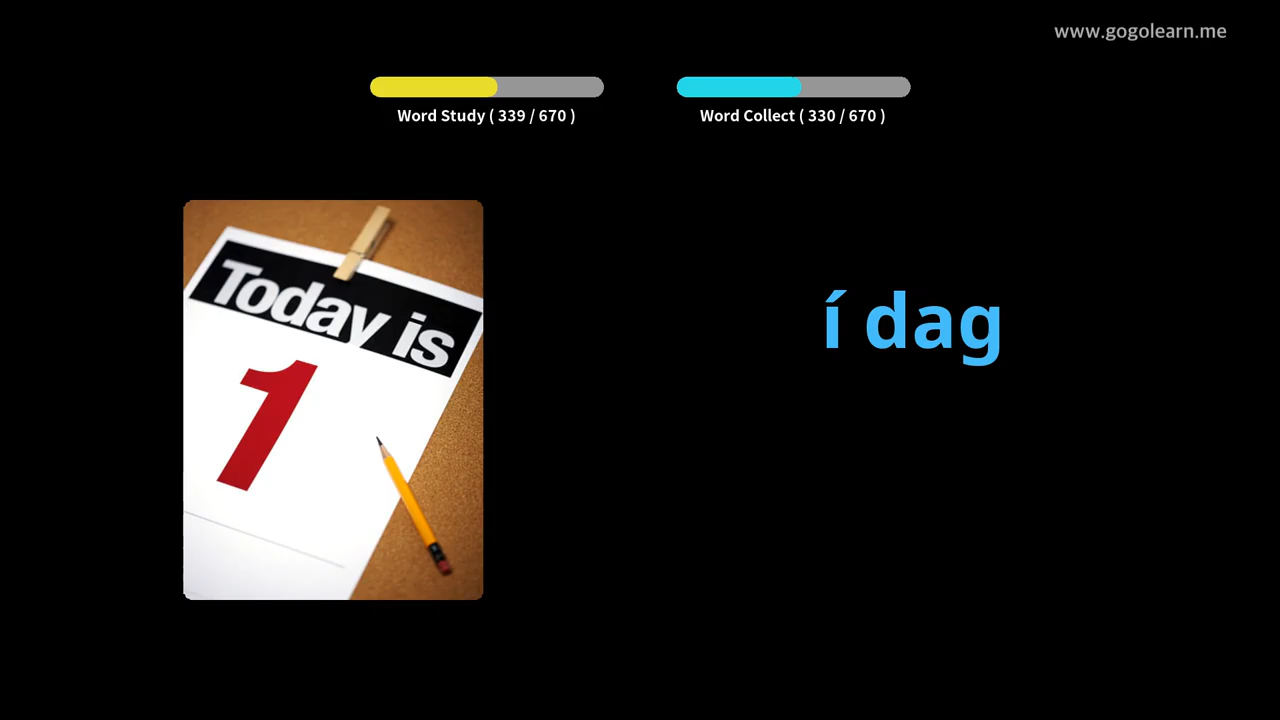 www.gogolearn.me
Word Study ( 339 / 670 )
Word Collect ( 330 / 670 )
Today is
1
í dag